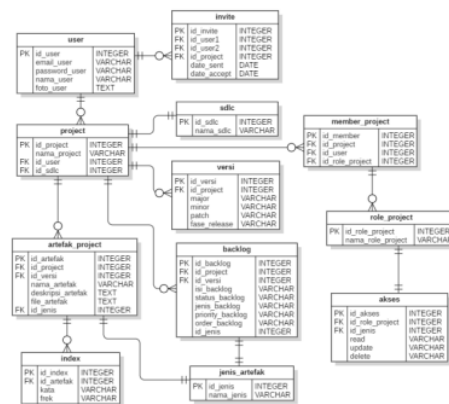 invite
PK id_invite INTEGER
FK id_user1 INTEGER
FK id_user2 INTEGER
FK id_project INTEGER
date_sent DATE
date_accept DATE
user
PK id_user INTEGER
email_user VARCHAR
password_user VARCHAR
nama_user VARCHAR
foto_user TEXT
sdlc
PK id_sdlc INTEGER
nama_sdlc VARCHAR
project
PK id_project INTEGER
nama_project VARCHAR
FK id_user INTEGER
FK id_sdlc INTEGER
member_project
PK id_member INTEGER
FK id_project INTEGER
FK id_user INTEGER
FK id_role_project INTEGER
versi
PK id_versi INTEGER
FK id_project INTEGER
major VARCHAR
minor VARCHAR
patch VARCHAR
fase_release VARCHAR
role_project
PK id_role_project INTEGER
nama_role_project VARCHAR
artefak_project
PK id_artefak INTEGER
FK id_project INTEGER
FK id_versi INTEGER
nama_artefak VARCHAR
deskripsi_artefak TEXT
file_artefak TEXT
FK id_jenis INTEGER
backlog
PK id_backlog INTEGER
FK id_project INTEGER
FK id_versi INTEGER
isi_backlog VARCHAR
status_backlog VARCHAR
jenis_backlog VARCHAR
priority_backlog VARCHAR
order_backlog VARCHAR
id_jenis INTEGER
akses
PK id_akses INTEGER
FK id_role_project INTEGER
FK id_jenis INTEGER
read VARCHAR
update VARCHAR
delete VARCHAR
index
PK id_index INTEGER
FK id_artefak INTEGER
kata VARCHAR
frek VARCHAR
jenis_artefak
PK id_jenis INTEGER
nama_jenis VARCHAR